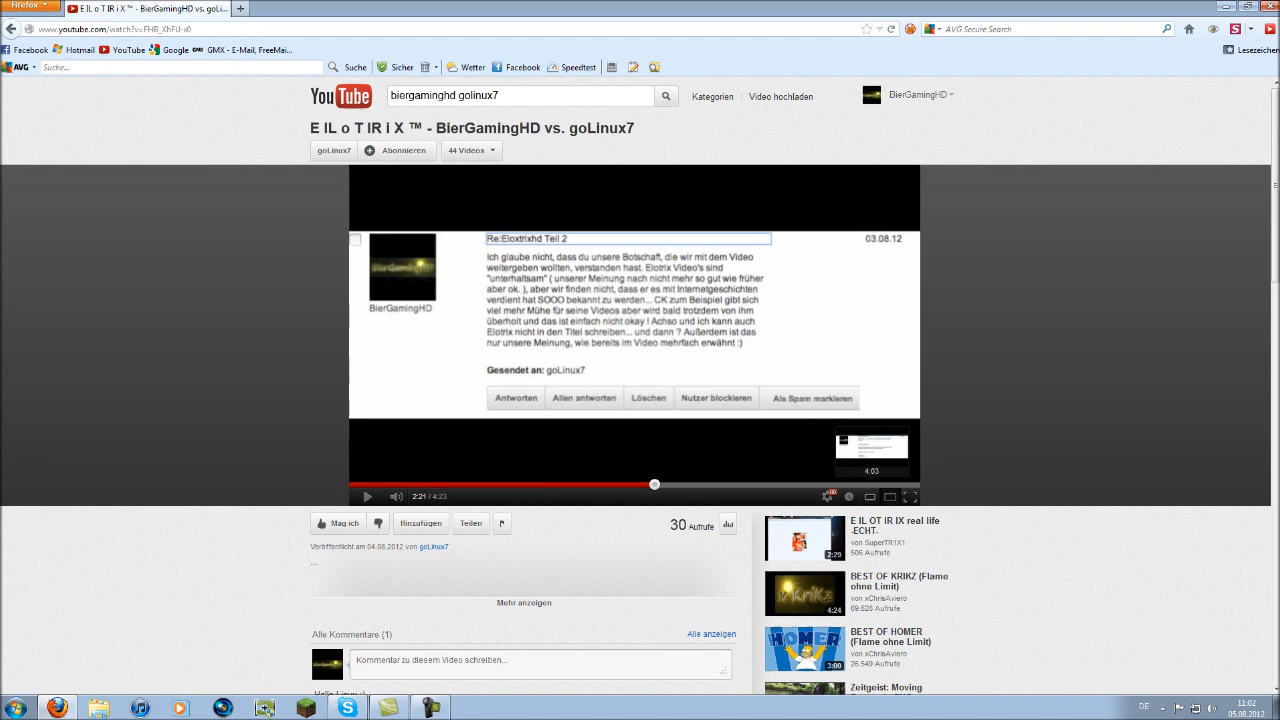 Firefox
E IL o T IR i X ™ - BierGamingHD vs. goLi...
www.youtube.com/watch?v=FHB_XhFU-x0
AVG Secure Search
Facebook Hotmail YouTube Google GMX - E-Mail, FreeMai...
Lesezeichen
AVG Suche... Suche Sicher Wetter Facebook Speedtest
YouTube biergaminghd golinux7 Kategorien Video hochladen BierGamingHD
E IL o T IR i X ™ - BierGamingHD vs. goLinux7
goLinux7 Abonnieren 44 Videos
Re:Eloxtrixhd Teil 2 03.08.12
BierGamingHD
Ich glaube nicht, dass du unsere Botschaft, die wir mit dem Video
weitergeben wollten, verstanden hast. Elotrix Video's sind
"unterhaltsam" ( unserer Meinung nach nicht mehr so gut wie früher
aber ok. ), aber wir finden nicht, dass er es mit Internetgeschichten
verdient hat SOOO bekannt zu werden... CK zum Beispiel gibt sich
viel mehr Mühe für seine Videos aber wird bald trotzdem von ihm
überholt und das ist einfach nicht okay ! Achso und ich kann auch
Elotrix nicht in den Titel schreiben... und dann ? Außerdem ist das
nur unsere Meinung, wie bereits im Video mehrfach erwähnt :)
BierGamingHD
Gesendet an: goLinux7
Antworten Allen antworten Löschen Nutzer blockieren Als Spam markieren
4:03
2:21 / 4:23
HD
Mag ich Hinzufügen Teilen
30 Aufrufe
Veröffentlicht am 04.08.2012 von goLinux7
...
Mehr anzeigen
Alle Kommentare (1) Alle anzeigen
Kommentar zu diesem Video schreiben...
Hallo Linux :)
E IL OT IR IX real life
-ECHT-
von SuperTR1X1
506 Aufrufe
2:29
BEST OF KRIKZ (Flame
ohne Limit)
von xChrisAviero
69.628 Aufrufe
x KriKz
4:24
BEST OF HOMER
(Flame ohne Limit)
von xChrisAviero
26.549 Aufrufe
HOMER
3:00
Zeitgeist: Moving
DE
11:02
05.08.2012